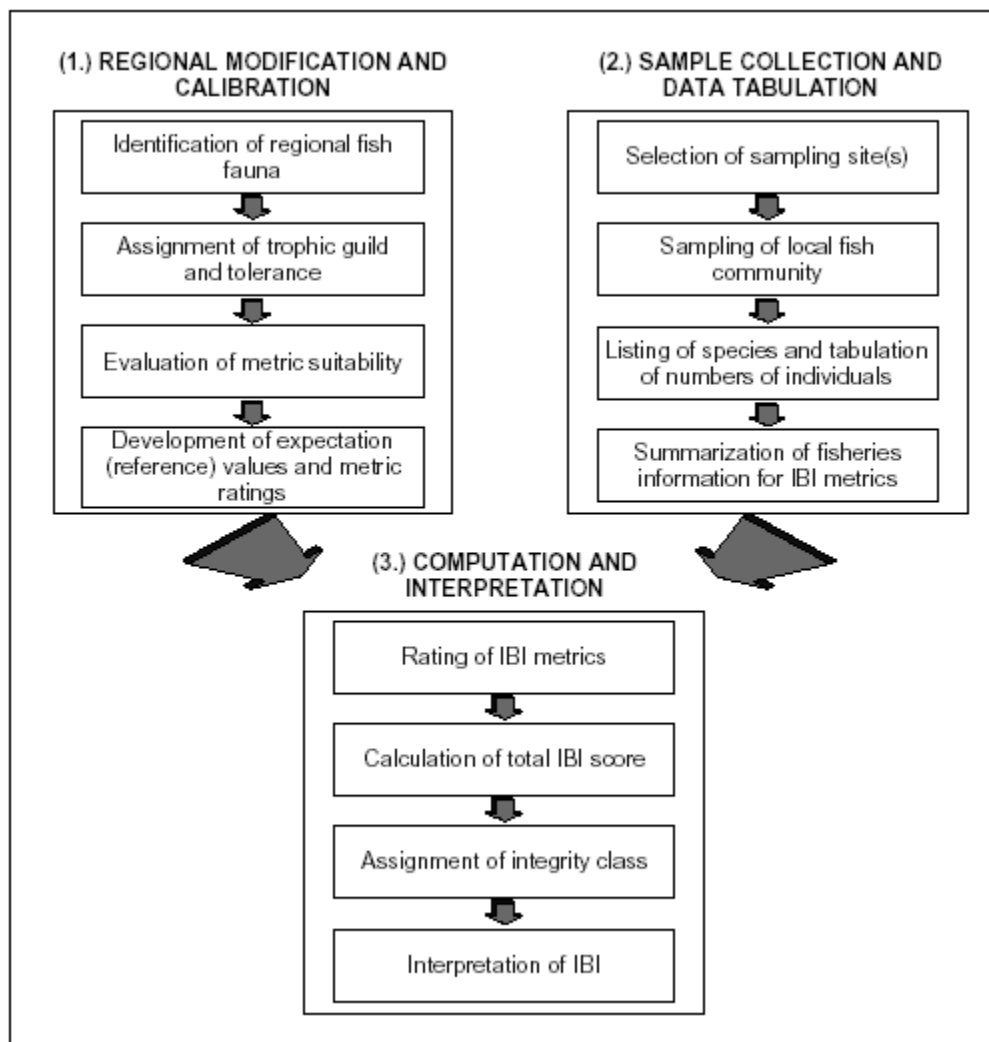 (1.) REGIONAL MODIFICATION AND
CALIBRATION
Identification of regional fish
fauna
Assignment of trophic guild
and tolerance
Evaluation of metric suitability
Development of expectation
(reference) values and metric
ratings
(2.) SAMPLE COLLECTION AND
DATA TABULATION
Selection of sampling site(s)
Sampling of local fish
community
Listing of species and tabulation
of numbers of individuals
Summarization of fisheries
information for IBI metrics
(3.) COMPUTATION AND
INTERPRETATION
Rating of IBI metrics
Calculation of total IBI score
Assignment of integrity class
Interpretation of IBI